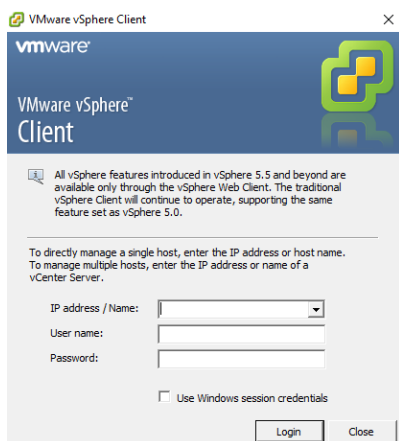 VMware vSphere Client
vmware
VMware vSphere™
Client
All vSphere features introduced in vSphere 5.5 and beyond are
available only through the vSphere Web Client. The traditional
vSphere Client will continue to operate, supporting the same
feature set as vSphere 5.0.
To directly manage a single host, enter the IP address or host name.
To manage multiple hosts, enter the IP address or name of a
vCenter Server.
IP address / Name:
User name:
Password:
Use Windows session credentials
Login Close